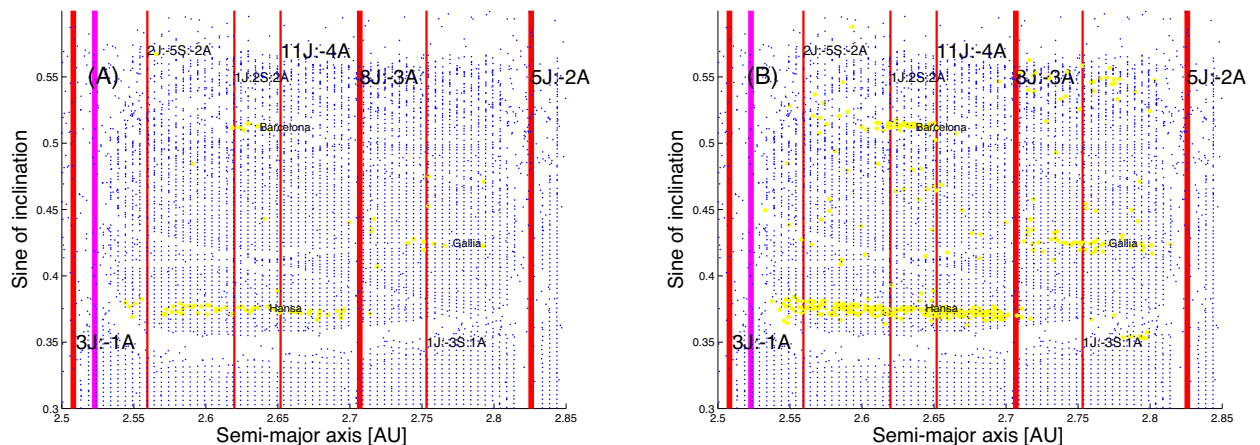 (A)
2J:-5S:-2A
11J:-4A
1J:2S:2A
8J:-3A
5J:-2A
Barcelona
Gallia
Hansa
3J:-1A
1J:-3S:1A
0.55
0.5
0.45
0.4
0.35
0.3
Sine of inclination
2.5 2.55 2.6 2.65 2.7 2.75 2.8 2.85
Semi-major axis [AU]
(B)
2J:-5S:-2A
11J:-4A
1J:2S:2A
8J:-3A
5J:-2A
Barcelona
Gallia
Hansa
3J:-1A
1J:-3S:1A
0.55
0.5
0.45
0.4
0.35
0.3
Sine of inclination
2.5 2.55 2.6 2.65 2.7 2.75 2.8 2.85
Semi-major axis [AU]